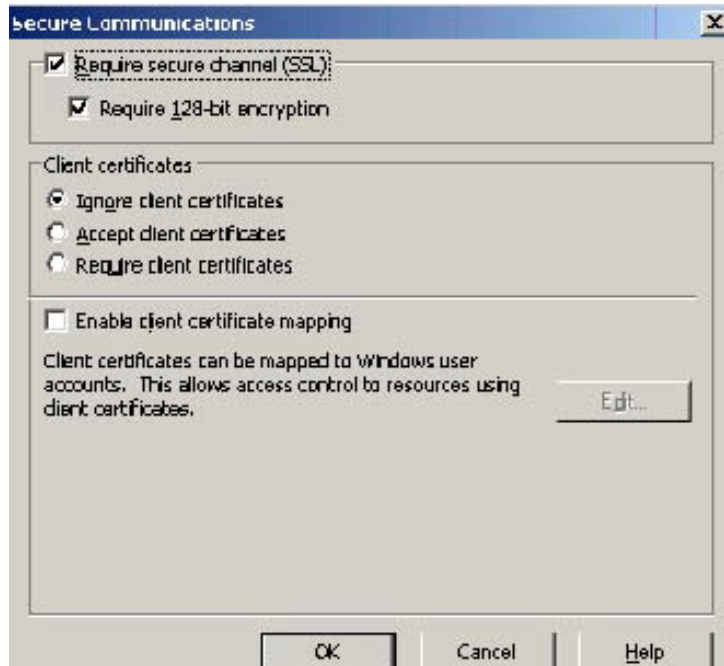 Secure Communications
Require secure channel (SSL)
Require 128-bit encryption
Client certificates
Ignore client certificates
Accept client certificates
Require client certificates
Enable client certificate mapping
Client certificates can be mapped to Windows user
accounts. This allows access control to resources using
client certificates.
Edit...
OK Cancel Help